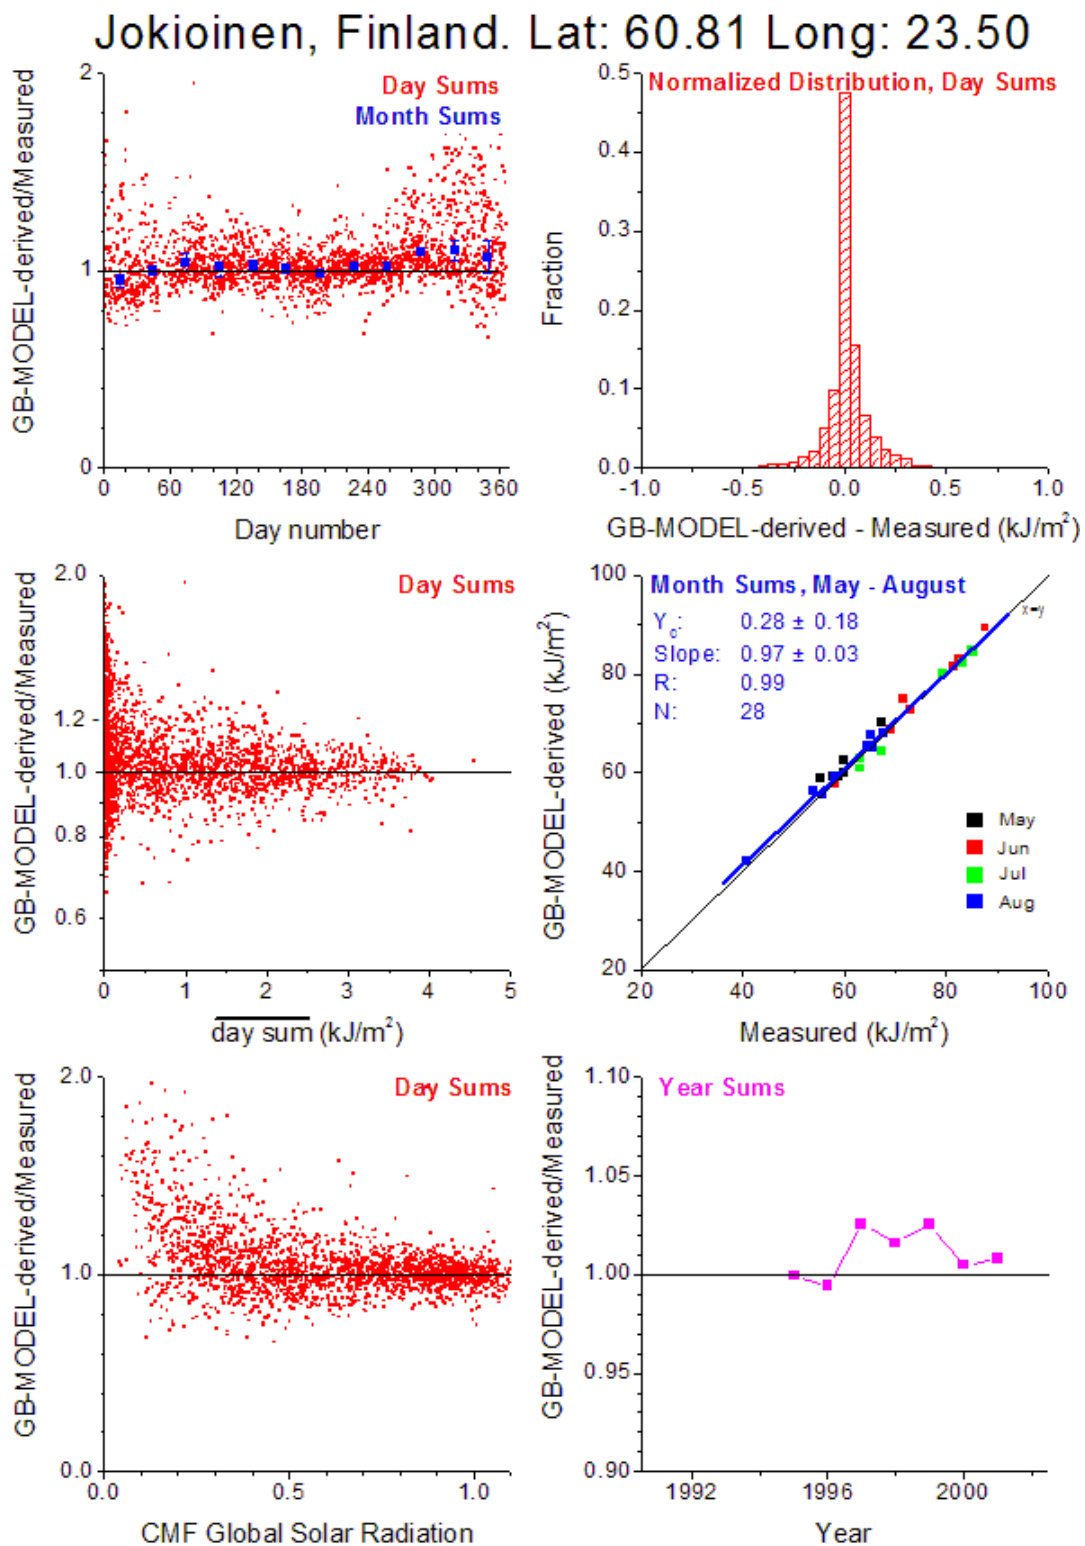 Jokioinen, Finland. Lat: 60.81 Long: 23.50
GB-MODEL-derived/Measured
2
1
0
Day Sums
Month Sums
0 60 120 180 240 300 360
Day number
Fraction
0.5
0.4
0.3
0.2
0.1
0.0
Normalized Distribution, Day Sums
-1.0 -0.5 0.0 0.5 1.0
GB-MODEL-derived - Measured (kJ/m²)
GB-MODEL-derived/Measured
2.0
1.2
1.0
0.8
0.6
Day Sums
0 1 2 3 4 5
day sum (kJ/m²)
GB-MODEL-derived (kJ/m²)
100
80
60
40
20
Month Sums, May - August
Y₀: 0.28 ± 0.18
Slope: 0.97 ± 0.03
R: 0.99
N: 28
x=y
May
Jun
Jul
Aug
20 40 60 80 100
Measured (kJ/m²)
GB-MODEL-derived/Measured
2.0
1.0
0.0
Day Sums
0.0 0.5 1.0
CMF Global Solar Radiation
GB-MODEL-derived/Measured
1.10
1.05
1.00
0.95
0.90
Year Sums
1992 1996 2000
Year